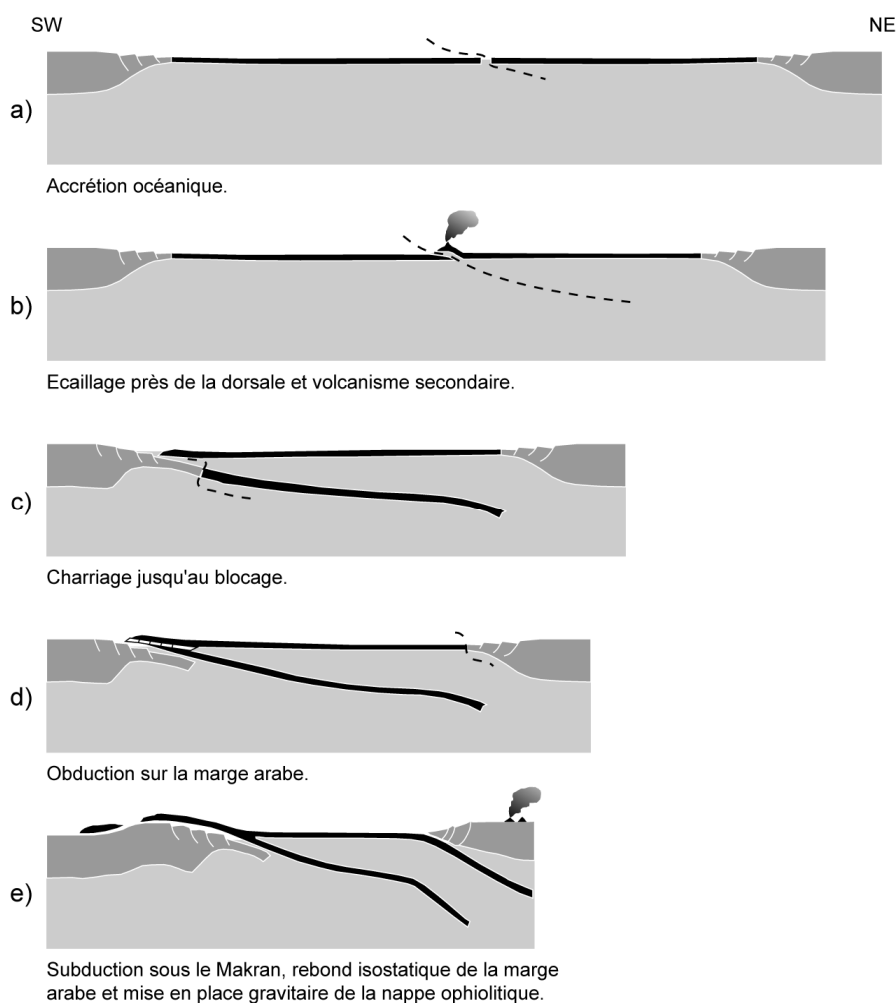 SW
NE
a)
Accrétion océanique.
b)
Ecaillage près de la dorsale et volcanisme secondaire.
c)
Charriage jusqu'au blocage.
d)
Obduction sur la marge arabe.
e)
Subduction sous le Makran, rebond isostatique de la marge
arabe et mise en place gravitaire de la nappe ophiolitique.